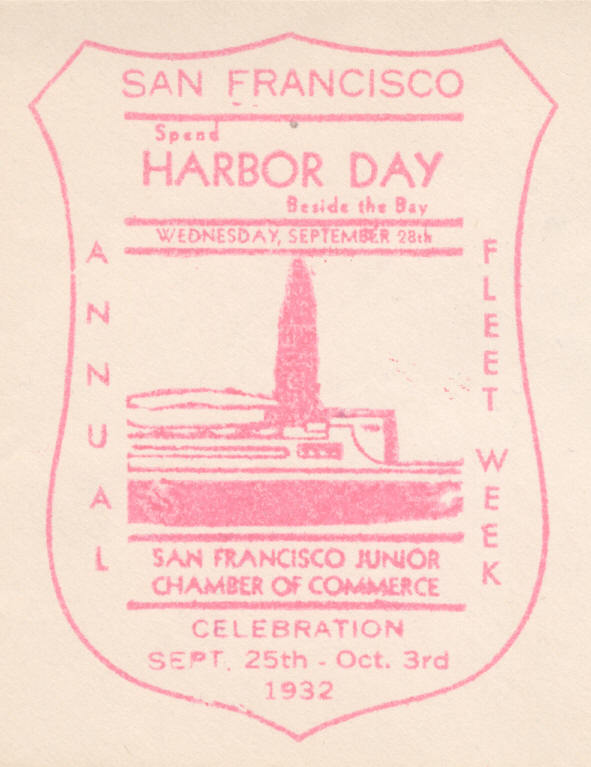 SAN FRANCISCO
Spend
HARBOR DAY
Beside the Bay
WEDNESDAY, SEPTEMBER 28th
ANNUAL
FLEET WEEK
SAN FRANCISCO JUNIOR
CHAMBER OF COMMERCE
CELEBRATION
SEPT. 25th - Oct. 3rd
1932